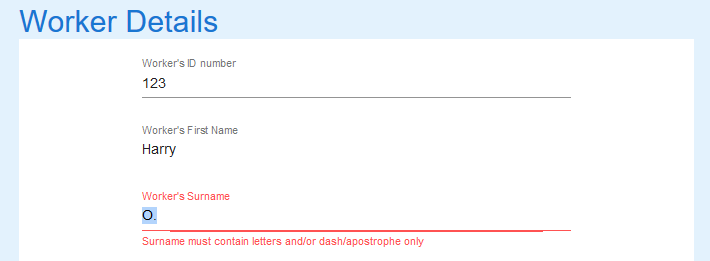 Worker Details
Worker's ID number
123
Worker's First Name
Harry
Worker's Surname
O.
Surname must contain letters and/or dash/apostrophe only